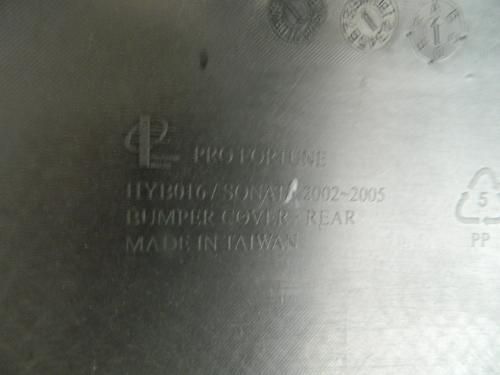 PRO FORTUNE
HYB016/SONATA 2002~2005
BUMPER COVER-REAR
MADE IN TAIWAN
5
PP